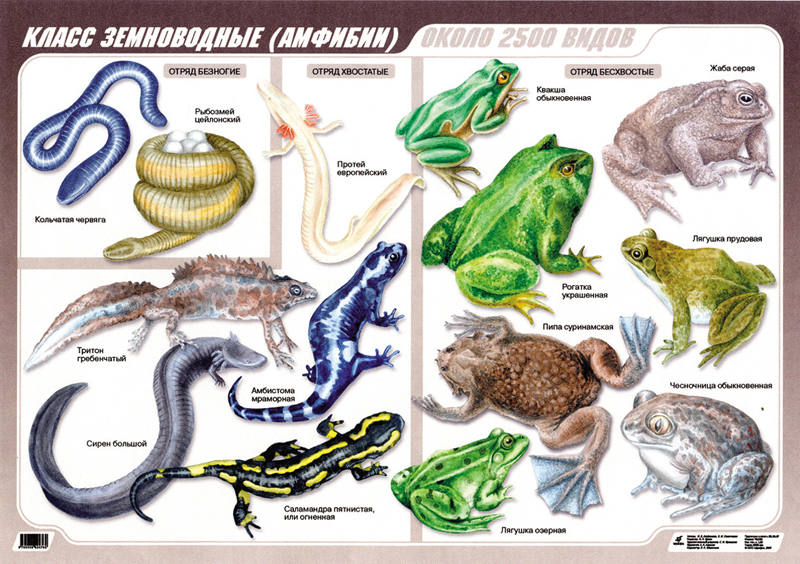 КЛАСС ЗЕМНОВОДНЫЕ (АМФИБИИ)
ОКОЛО 2500 ВИДОВ
ОТРЯД БЕЗНОГИЕ
Рыбозмей
цейлонский
Кольчатая червяга
ОТРЯД ХВОСТАТЫЕ
Протей
европейский
Тритон
гребенчатый
Амбистома
мраморная
Сирен большой
Саламандра пятнистая,
или огненная
ОТРЯД БЕСХВОСТЫЕ
Квакша
обыкновенная
Жаба серая
Рогатка
украшенная
Лягушка прудовая
Пипа суринамская
Чесночница обыкновенная
Лягушка озерная